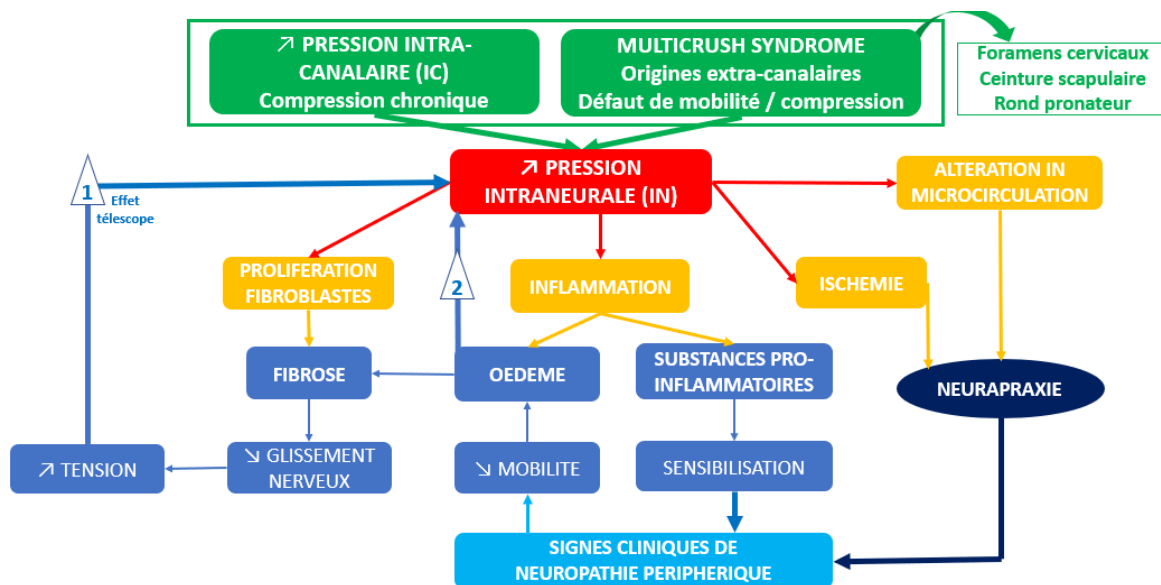 ↗ PRESSION INTRA-
CANALAIRE (IC)
Compression chronique
MULTICRUSH SYNDROME
Origines extra-canalaires
Défaut de mobilité / compression
Foramens cervicaux
Ceinture scapulaire
Rond pronateur
1
Effet
télescope
↗ PRESSION
INTRANEURALE (IN)
ALTERATION IN
MICROCIRCULATION
PROLIFERATION
FIBROBLASTES
2
INFLAMMATION
ISCHEMIE
FIBROSE
OEDEME
SUBSTANCES PRO-
INFLAMMATOIRES
NEURAPRAXIE
↗ TENSION
↘ GLISSEMENT
NERVEUX
↘ MOBILITE
SENSIBILISATION
SIGNES CLINIQUES DE
NEUROPATHIE PERIPHERIQUE